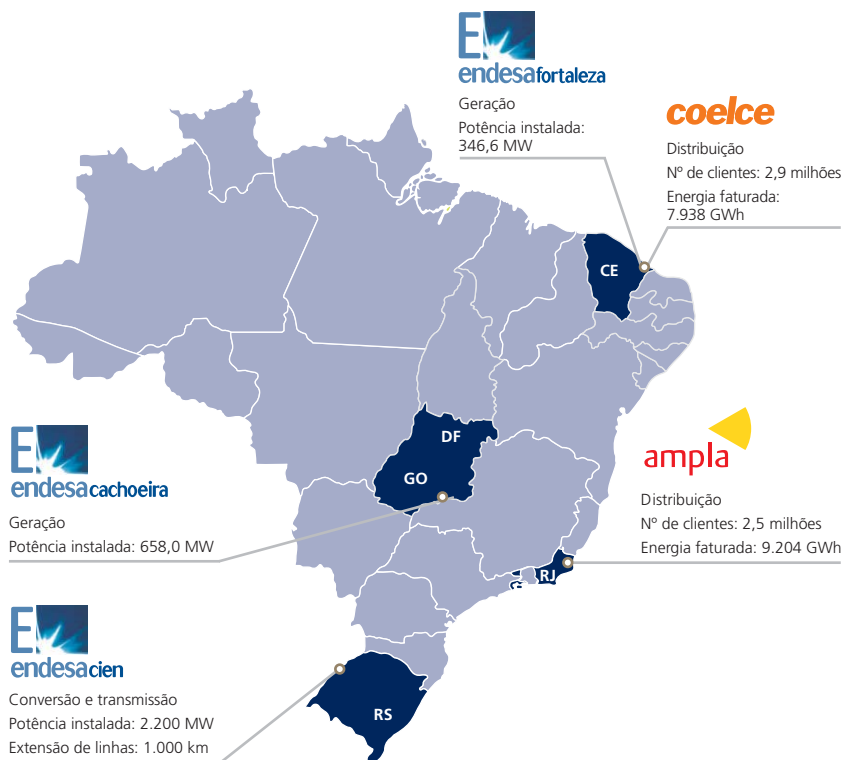 E
endesafortaleza
Geração
Potência instalada:
346,6 MW
coelce
Distribuição
Nº de clientes: 2,9 milhões
Energia faturada:
7.938 GWh
CE
DF
GO
E
endesacachoeira
Geração
Potência instalada: 658,0 MW
ampla
Distribuição
Nº de clientes: 2,5 milhões
Energia faturada: 9.204 GWh
RJ
E
endesacien
Conversão e transmissão
Potência instalada: 2.200 MW
Extensão de linhas: 1.000 km
RS